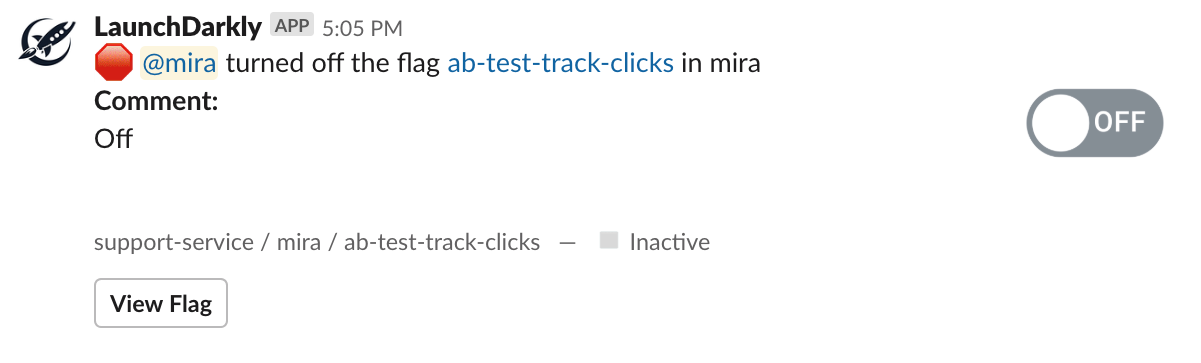 LaunchDarkly APP 5:05 PM
@mira turned off the flag ab-test-track-clicks in mira
Comment:
Off
OFF
support-service / mira / ab-test-track-clicks — Inactive
View Flag